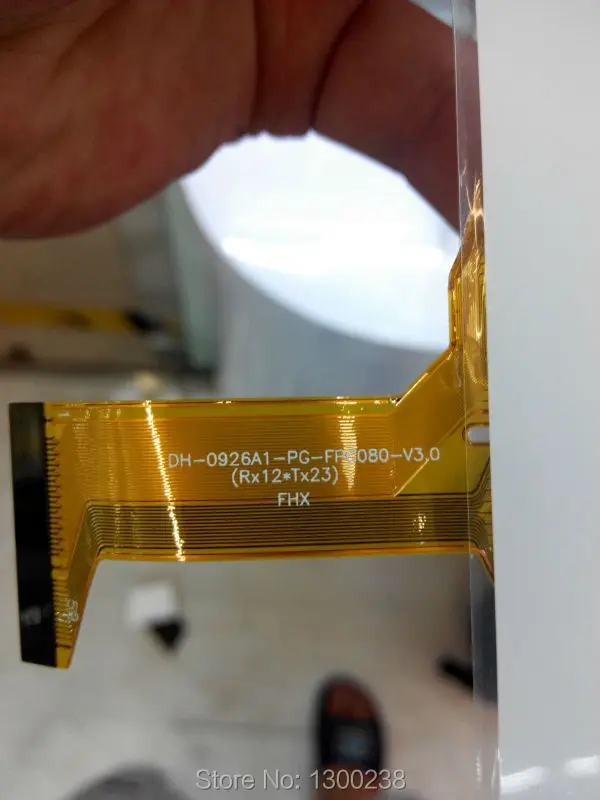 DH-0926A1-PG-FPC080-V3.0
(Rx12*Tx23)
FHX
Store No: 1300238